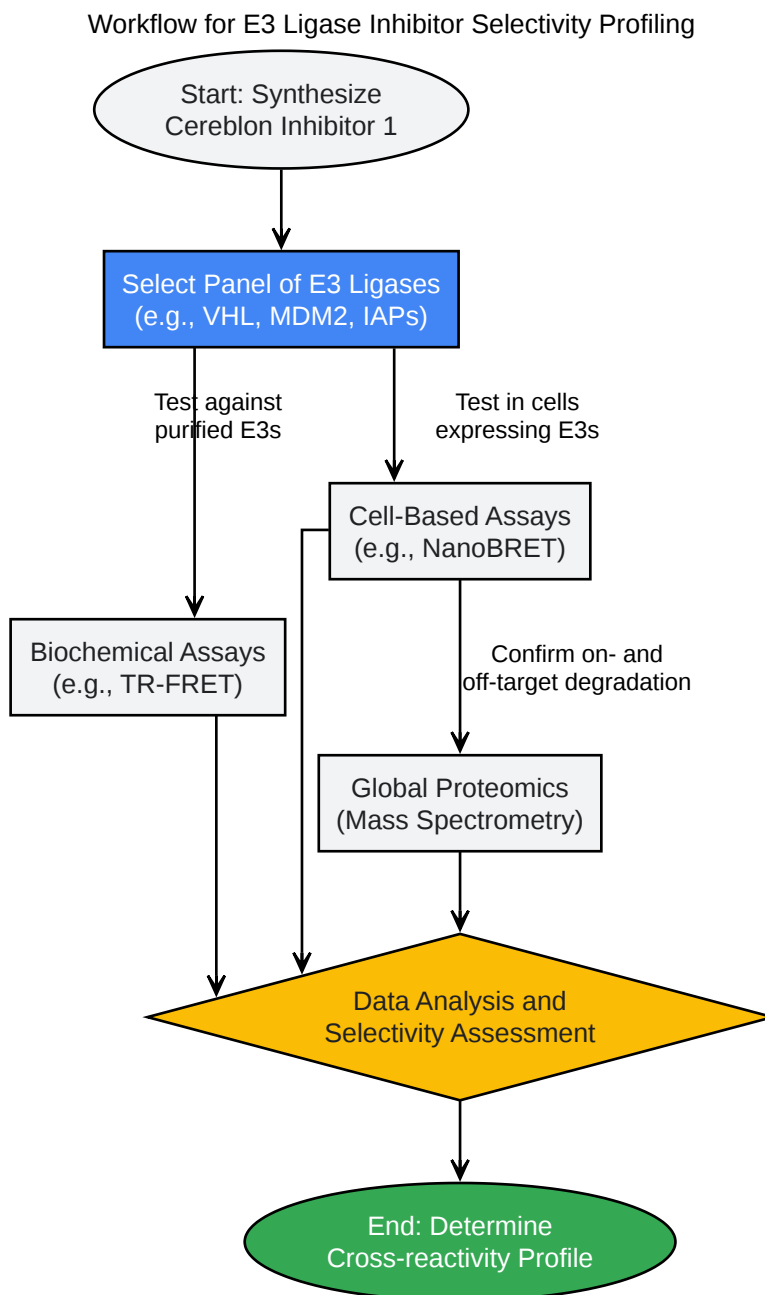 Workflow for E3 Ligase Inhibitor Selectivity Profiling
Start: Synthesize
Cereblon Inhibitor 1
Select Panel of E3 Ligases
(e.g., VHL, MDM2, IAPs)
Test against
purified E3s
Test in cells
expressing E3s
Cell-Based Assays
(e.g., NanoBRET)
Biochemical Assays
(e.g., TR-FRET)
Confirm on- and
off-target degradation
Global Proteomics
(Mass Spectrometry)
Data Analysis and
Selectivity Assessment
End: Determine
Cross-reactivity Profile